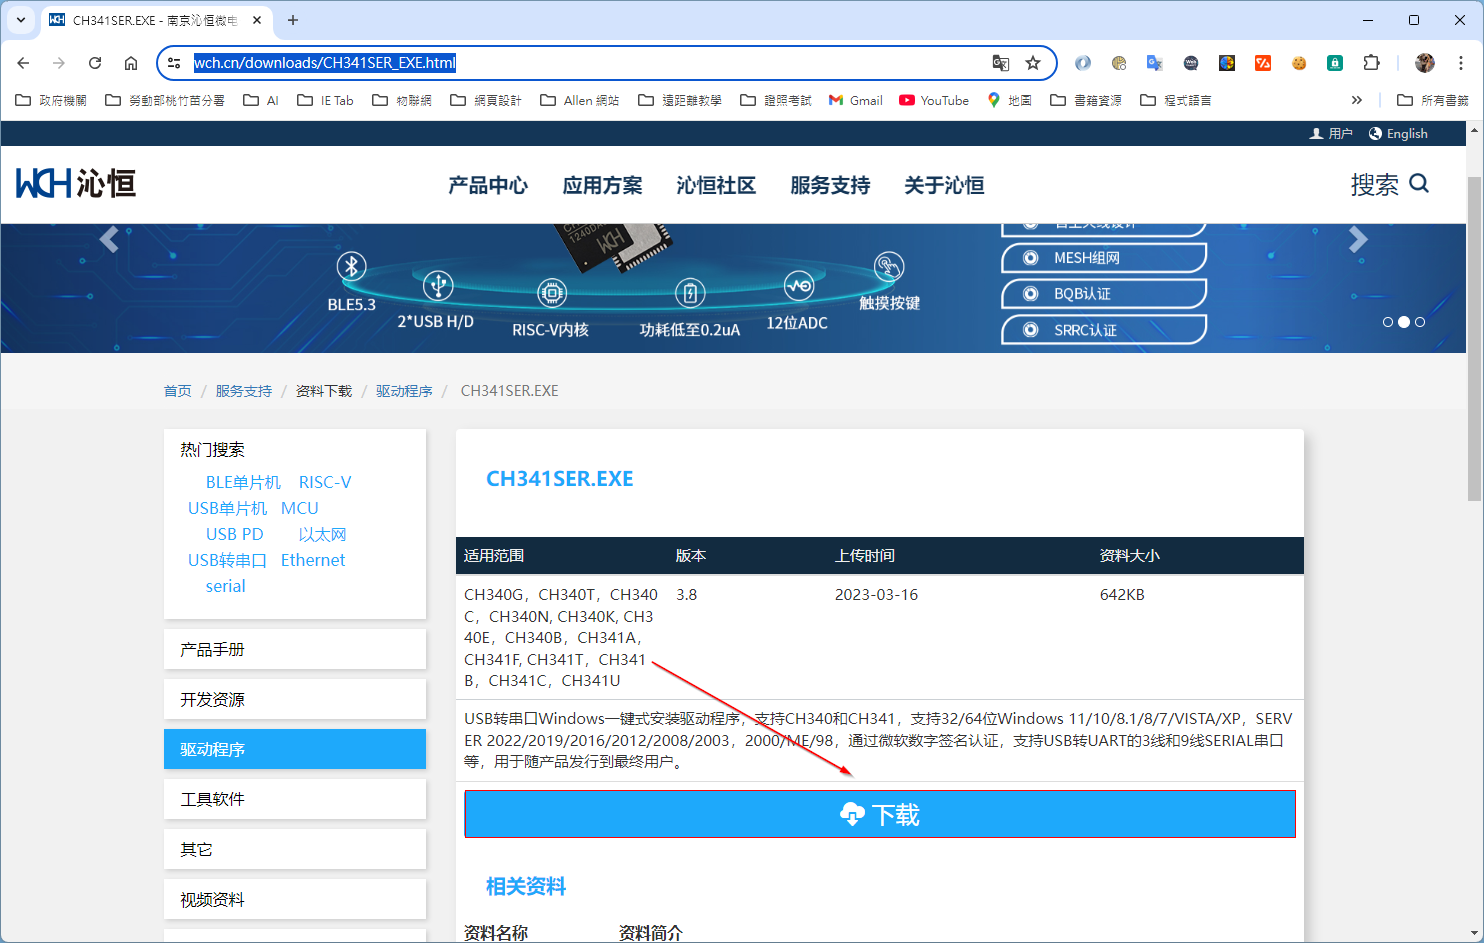 CH341SER.EXE - 南京沁恒微电
wch.cn/downloads/CH341SER_EXE.html
政府機關 勞動部桃竹苗分署 AI IE Tab 物聯網 網頁設計 Allen 網站 遠距離教學 證照考試 Gmail YouTube 地圖 書籍資源 程式語言 所有書籤
用户 English
WCH 沁恒 产品中心 应用方案 沁恒社区 服务支持 关于沁恒 搜索
WCH
BLE5.3
2*USB H/D
RISC-V内核
功耗低至0.2uA
12位ADC
触摸按键
MESH组网
BQB认证
SRRC认证
首页 / 服务支持 / 资料下载 / 驱动程序 / CH341SER.EXE
热门搜索
BLE单片机 RISC-V
USB单片机 MCU
USB PD 以太网
USB转串口 Ethernet
serial
产品手册
开发资源
驱动程序
工具软件
其它
视频资料
CH341SER.EXE
适用范围 版本 上传时间 资料大小
CH340G，CH340T，CH340 3.8 2023-03-16 642KB
C，CH340N, CH340K, CH3
40E，CH340B，CH341A，
CH341F, CH341T，CH341
B，CH341C，CH341U
USB转串口Windows一键式安装驱动程序，支持CH340和CH341，支持32/64位Windows 11/10/8.1/8/7/VISTA/XP，SERV
ER 2022/2019/2016/2012/2008/2003，2000/ME/98，通过微软数字签名认证，支持USB转UART的3线和9线SERIAL串口
等，用于随产品发行到最终用户。
下载
相关资料
资料名称 资料简介